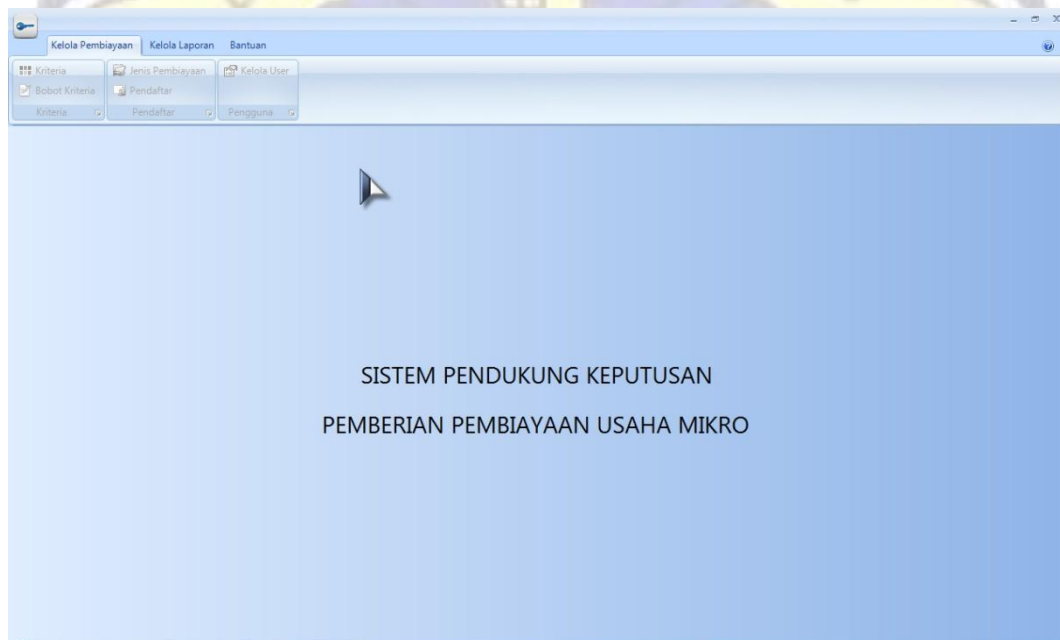 Kelola Pembiayaan Kelola Laporan Bantuan
Kriteria Jenis Pembiayaan Kelola User
Bobot Kriteria Pendaftar
Kriteria Pendaftar Pengguna
SISTEM PENDUKUNG KEPUTUSAN
PEMBERIAN PEMBIAYAAN USAHA MIKRO